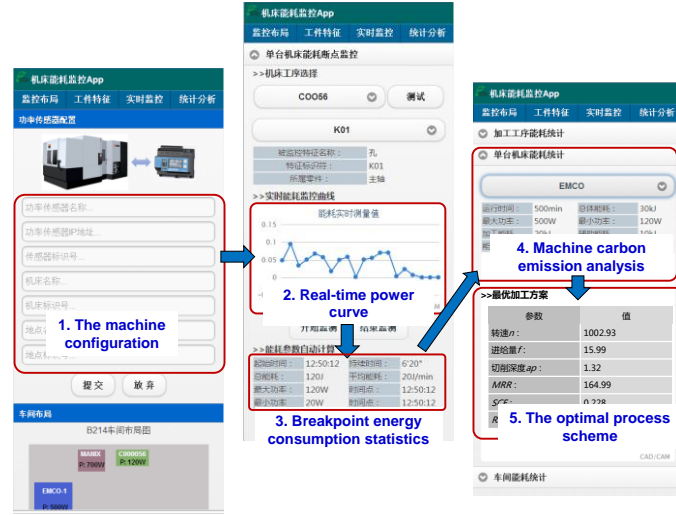 机床能耗监控App
监控布局 工件特征 实时监控 统计分析
功率传感器配置
功率传感器名称...
功率传感器IP地址...
传感器标识号...
机床名称...
机床标识号...
1. The machine
configuration
提交 放弃
车间布局
B214车间布局图
MANIX
P: 700W
C000056
P: 120W
EMCO-1
P: 500W
机床能耗监控App
监控布局 工件特征 实时监控 统计分析
单台机床能耗断点监控
>>机床工序选择
COO56 测试
K01
被监控特征名称： 孔
特征标识符： K01
所属零件： 主轴
>>实时能耗监控曲线
能耗实时测量值
0.15
0.1
0.05
0
2. Real-time power
curve
开始监测 结束监测
>>能耗参数自动计算
起始时间： 12:50:12 持续时间： 6'20"
总能耗： 120J 平均能耗： 20J/min
最大功率： 120W 时间点： 12:50:12
最小功率 20W 时间点： 12:50:12
3. Breakpoint energy
consumption statistics
机床能耗监控App
监控布局 工件特征 实时监控 统计分析
加工工序能耗统计
单台机床能耗统计
EMCO
运行时间： 500min 总体能耗： 30kJ
最大功率： 500W 最小功率： 120W
4. Machine carbon
emission analysis
>>最优加工方案
参数 值
转速n： 1002.93
进给量f： 15.99
切削深度ap： 1.32
MRR： 164.99
SCE： 0.228
5. The optimal process
scheme
CAD/CAM
车间能耗统计